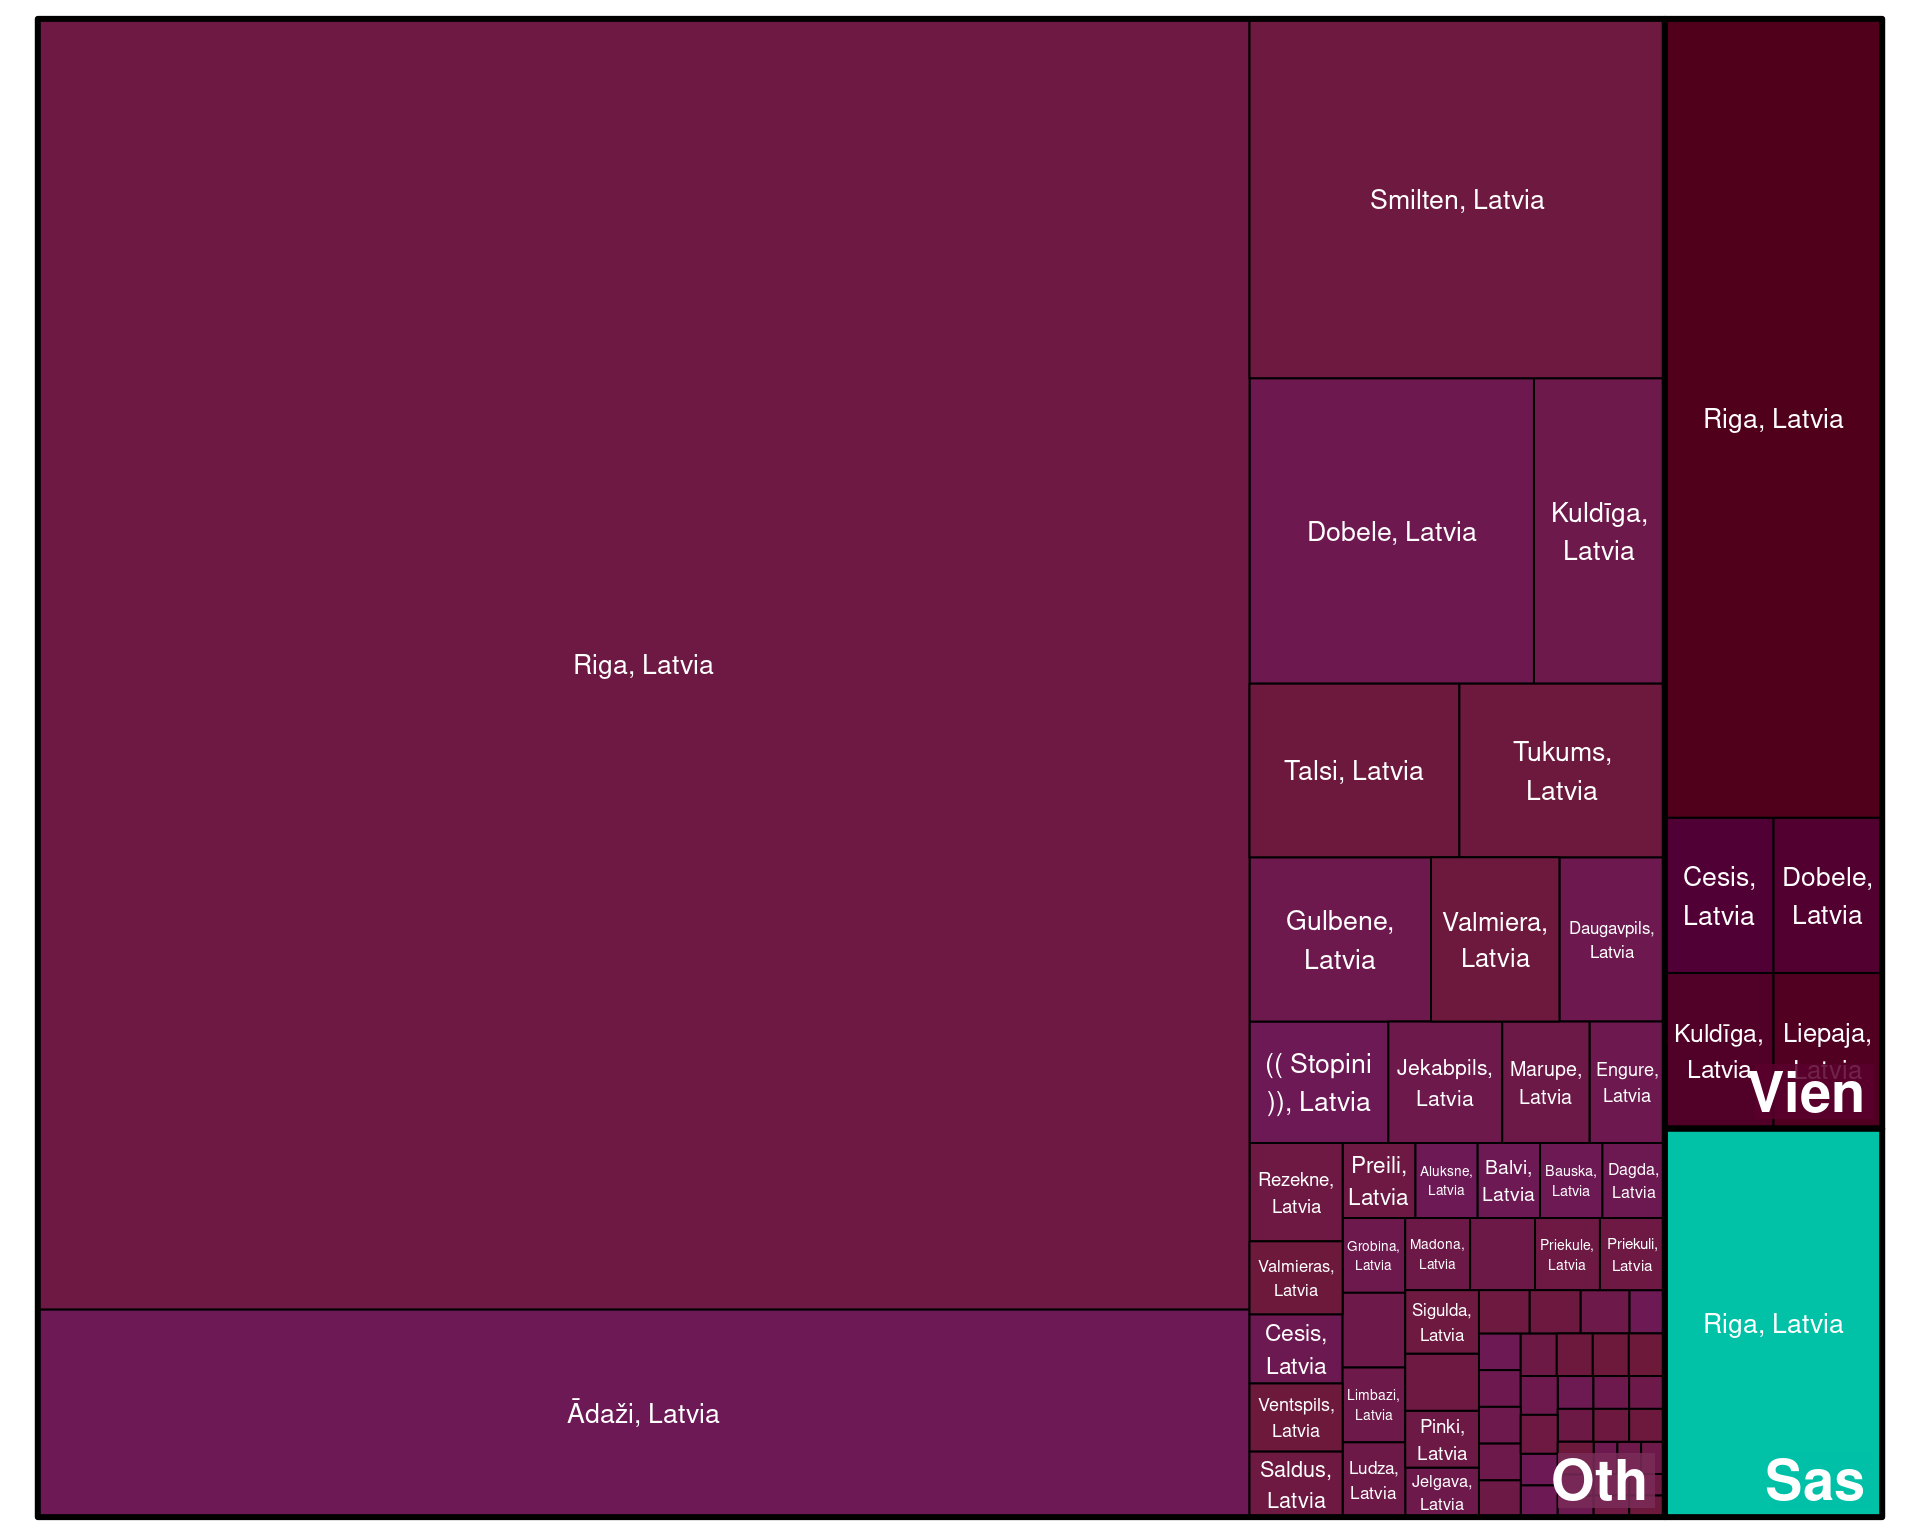 Riga, Latvia
Ādaži, Latvia
Smilten, Latvia
Dobele, Latvia
Kuldīga,
Latvia
Talsi, Latvia
Tukums,
Latvia
Gulbene,
Latvia
Valmiera,
Latvia
Daugavpils,
Latvia
(( Stopini
)), Latvia
Jekabpils,
Latvia
Marupe,
Latvia
Engure,
Latvia
Rezekne,
Latvia
Valmieras,
Latvia
Cesis,
Latvia
Ventspils,
Latvia
Saldus,
Latvia
Preili,
Latvia
Aluksne,
Latvia
Balvi,
Latvia
Bauska,
Latvia
Dagda,
Latvia
Grobina,
Latvia
Madona,
Latvia
Priekule,
Latvia
Priekuli,
Latvia
Limbazi,
Latvia
Ludza,
Latvia
Sigulda,
Latvia
Pinki,
Latvia
Jelgava,
Latvia
Oth
Riga, Latvia
Cesis,
Latvia
Dobele,
Latvia
Kuldīga,
Latvia
Liepaja,
Latvia
Vien
Riga, Latvia
Sas